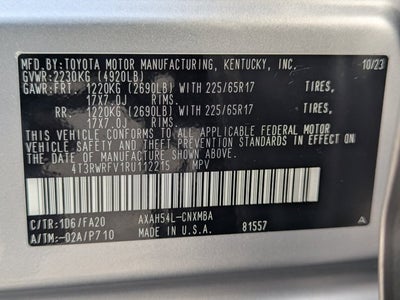 MFD.BY:TOYOTA MOTOR MANUFACTURING, KENTUCKY, INC. 10/23
GVWR:2230KG (4920LB)
GAWR:FRT. 1220KG (2690LB) WITH 225/65R17 TIRES,
17X7.0J RIMS.
RR. 1220KG (2690LB) WITH 225/65R17 TIRES,
17X7.0J RIMS.
THIS VEHICLE CONFORMS TO ALL APPLICABLE FEDERAL MOTOR
VEHICLE SAFETY AND THEFT PREVENTION STANDARDS IN EFFECT
ON THE DATE OF MANUFACTURE SHOWN ABOVE.
4T3RWRFV1RU112215 MPV
C/TR:1D6/FA20 AXAH54L-CNXMBA
A/TM:-02A/P710 MADE IN U.S.A. 81557